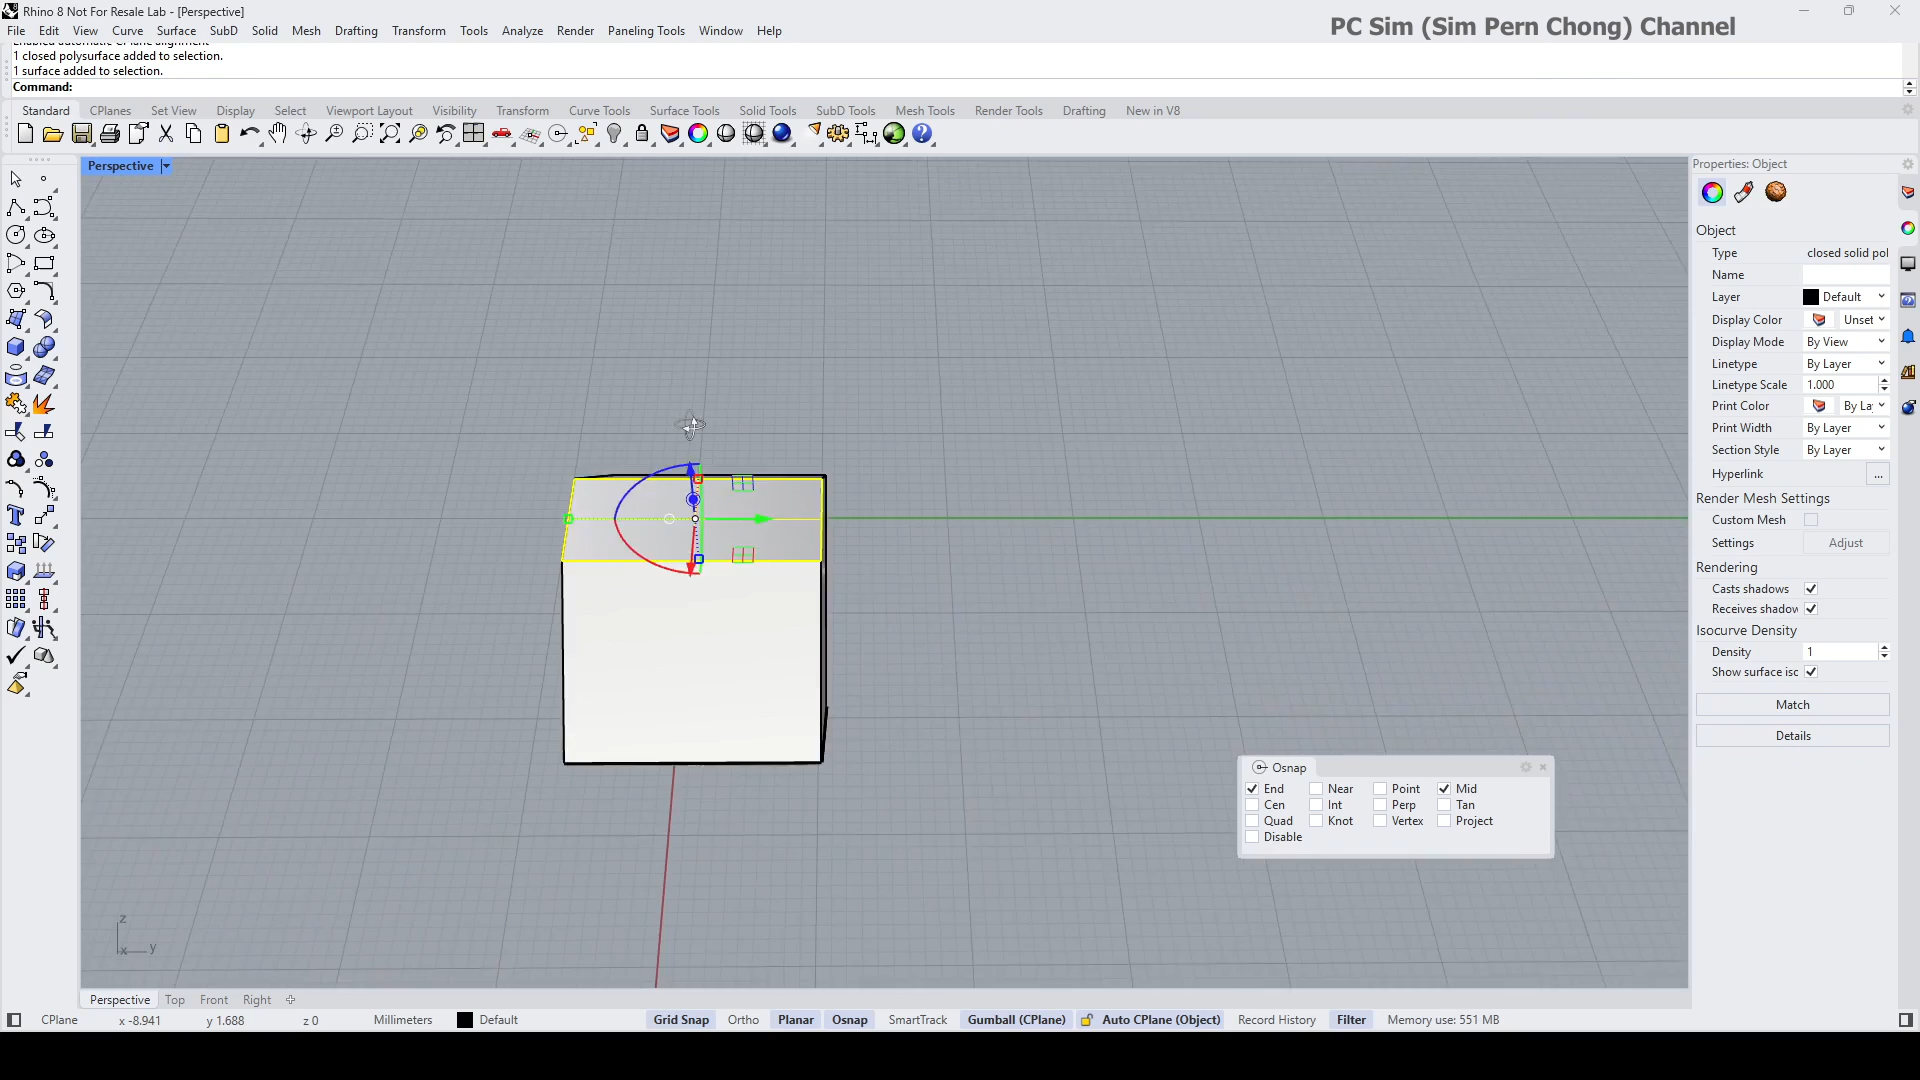 Rhino 8 Not For Resale Lab - [Perspective]
PC Sim (Sim Pern Chong) Channel
File Edit View Curve Surface SubD Solid Mesh Drafting Transform Tools Analyze Render Paneling Tools Window Help
Enabled automatic CPlane alignment
1 closed polysurface added to selection.
1 surface added to selection.
Command:
Standard CPlanes Set View Display Select Viewport Layout Visibility Transform Curve Tools Surface Tools Solid Tools SubD Tools Mesh Tools Render Tools Drafting New in V8
Perspective
Properties: Object
Object
Type closed solid pol
Name
Layer Default
Display Color Unset
Display Mode By View
Linetype By Layer
Linetype Scale 1.000
Print Color By La
Print Width By Layer
Section Style By Layer
Hyperlink ...
Render Mesh Settings
Custom Mesh
Settings Adjust
Rendering
Casts shadows
Receives shadov
Isocurve Density
Density 1
Show surface isc
Match
Details
Osnap
End Near Point Mid
Cen Int Perp Tan
Quad Knot Vertex Project
Disable
z
x y
Perspective Top Front Right
CPlane x -8.941 y 1.688 z 0 Millimeters Default Grid Snap Ortho Planar Osnap SmartTrack Gumball (CPlane) Auto CPlane (Object) Record History Filter Memory use: 551 MB